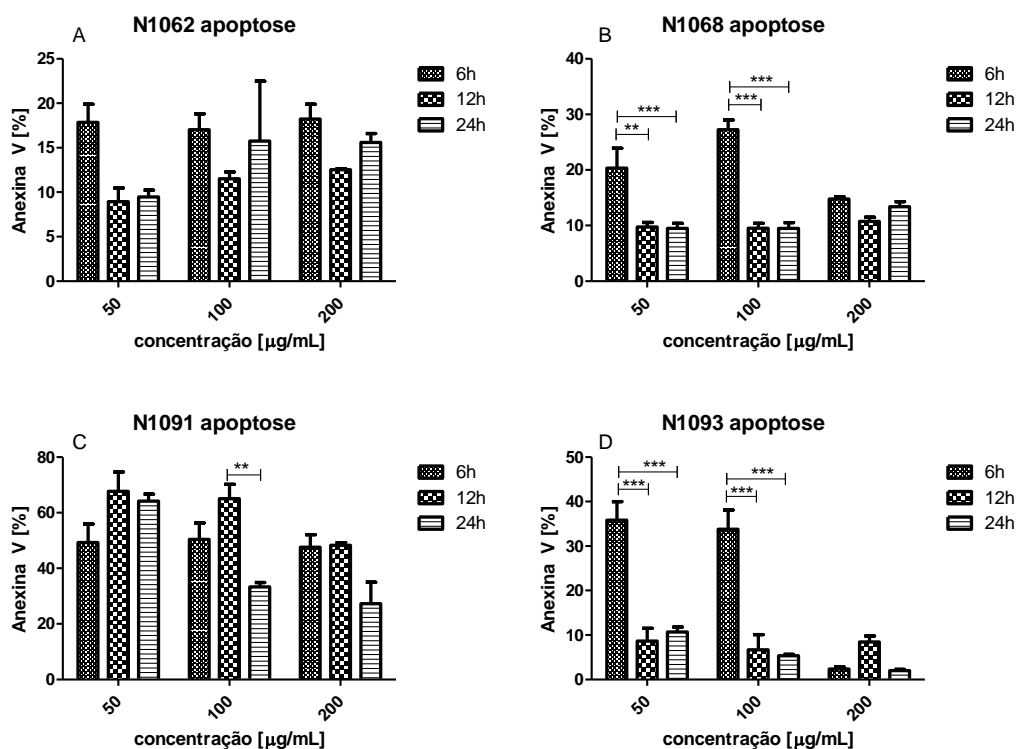 A
N1062 apoptose
25
20
15
10
5
0
Anexina V [%]
50
100
200
concentração [μg/mL]
6h
12h
24h
B
N1068 apoptose
40
30
20
10
0
Anexina V [%]
***
**
***
***
50
100
200
concentração [μg/mL]
6h
12h
24h
C
N1091 apoptose
80
60
40
20
0
Anexina V [%]
**
50
100
200
concentração [μg/mL]
6h
12h
24h
D
N1093 apoptose
50
40
30
20
10
0
Anexina V [%]
***
***
***
***
50
100
200
concentração [μg/mL]
6h
12h
24h